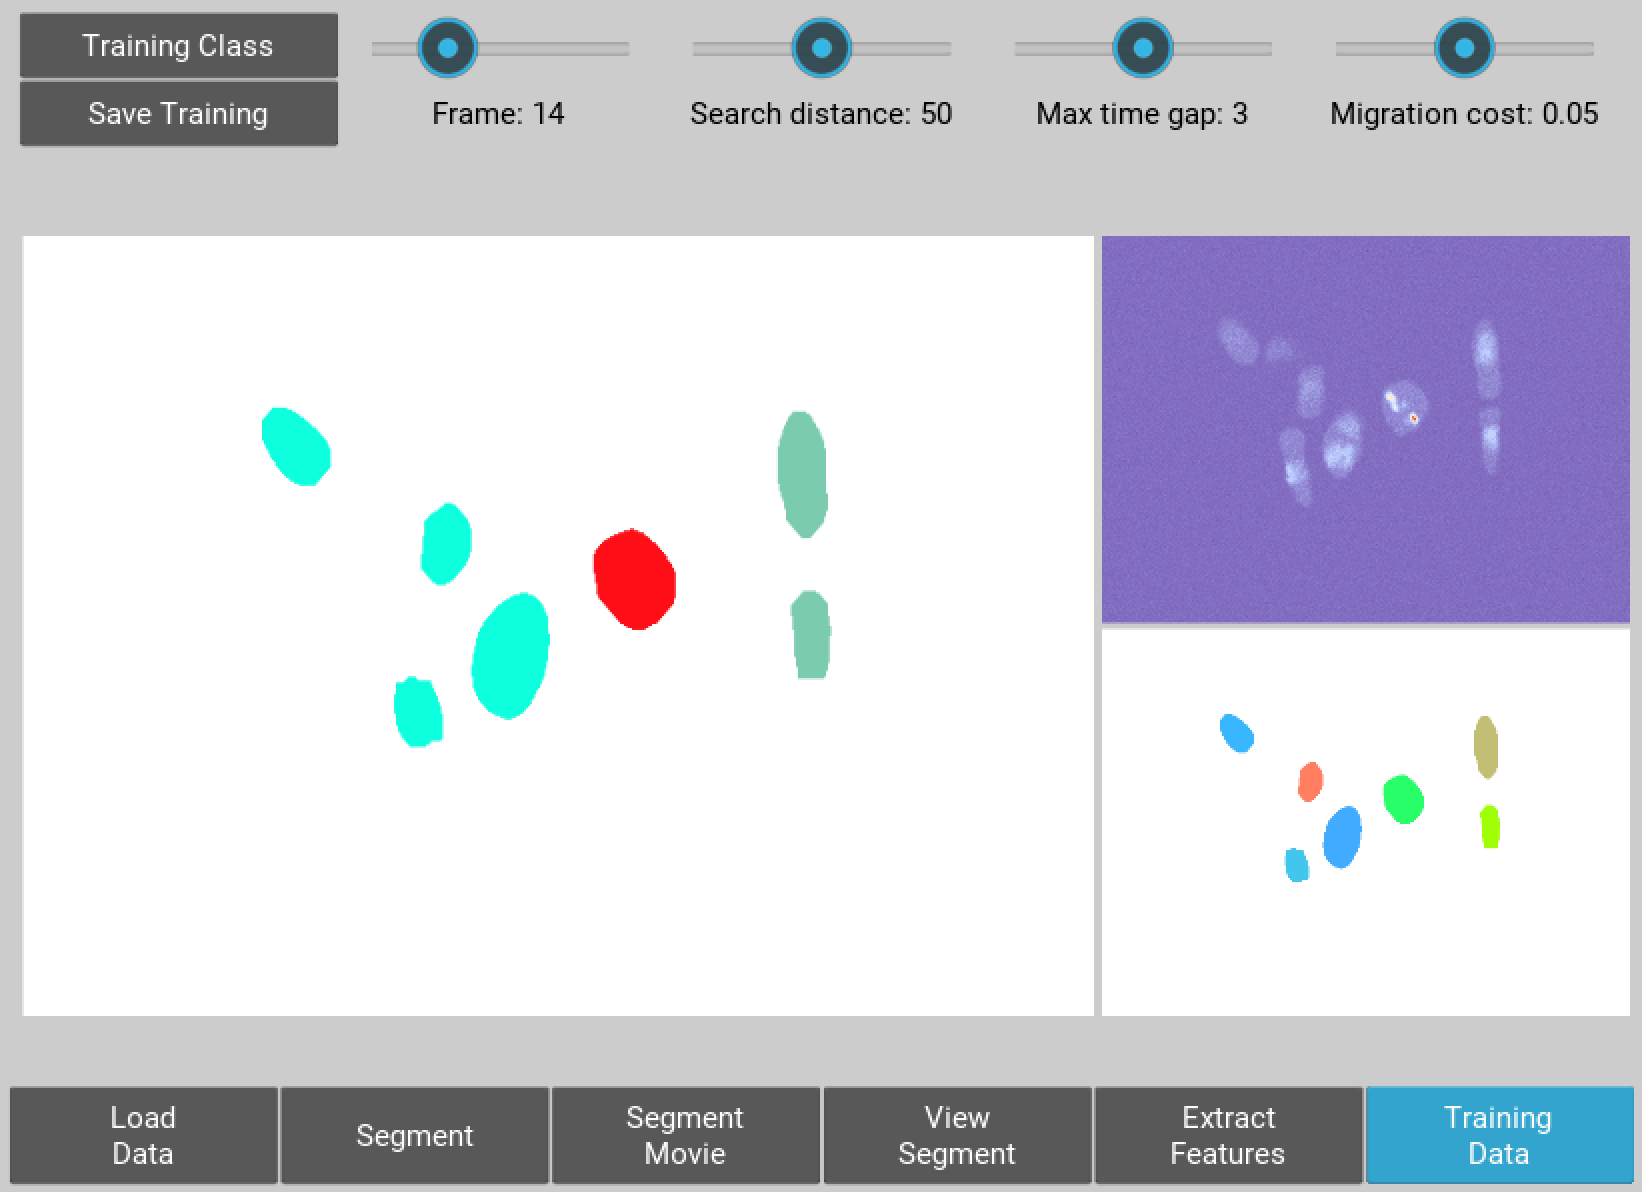 Training Class
Save Training
Frame: 14
Search distance: 50
Max time gap: 3
Migration cost: 0.05
Load
Data
Segment
Segment
Movie
View
Segment
Extract
Features
Training
Data